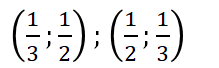 (1/3 ; 1/2) ; (1/2 ; 1/3)